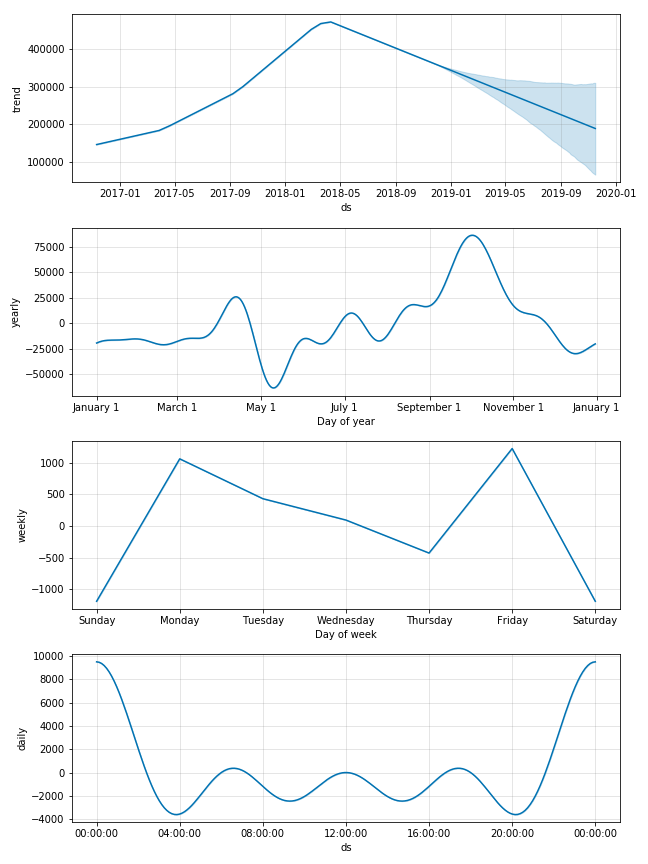 400000
300000
200000
100000
trend
2017-01 2017-05 2017-09 2018-01 2018-05 2018-09 2019-01 2019-05 2019-09 2020-01
ds
75000
50000
25000
0
−25000
−50000
yearly
January 1 March 1 May 1 July 1 September 1 November 1 January 1
Day of year
1000
500
0
−500
−1000
weekly
Sunday Monday Tuesday Wednesday Thursday Friday Saturday
Day of week
10000
8000
6000
4000
2000
0
−2000
−4000
daily
00:00:00 04:00:00 08:00:00 12:00:00 16:00:00 20:00:00 00:00:00
ds